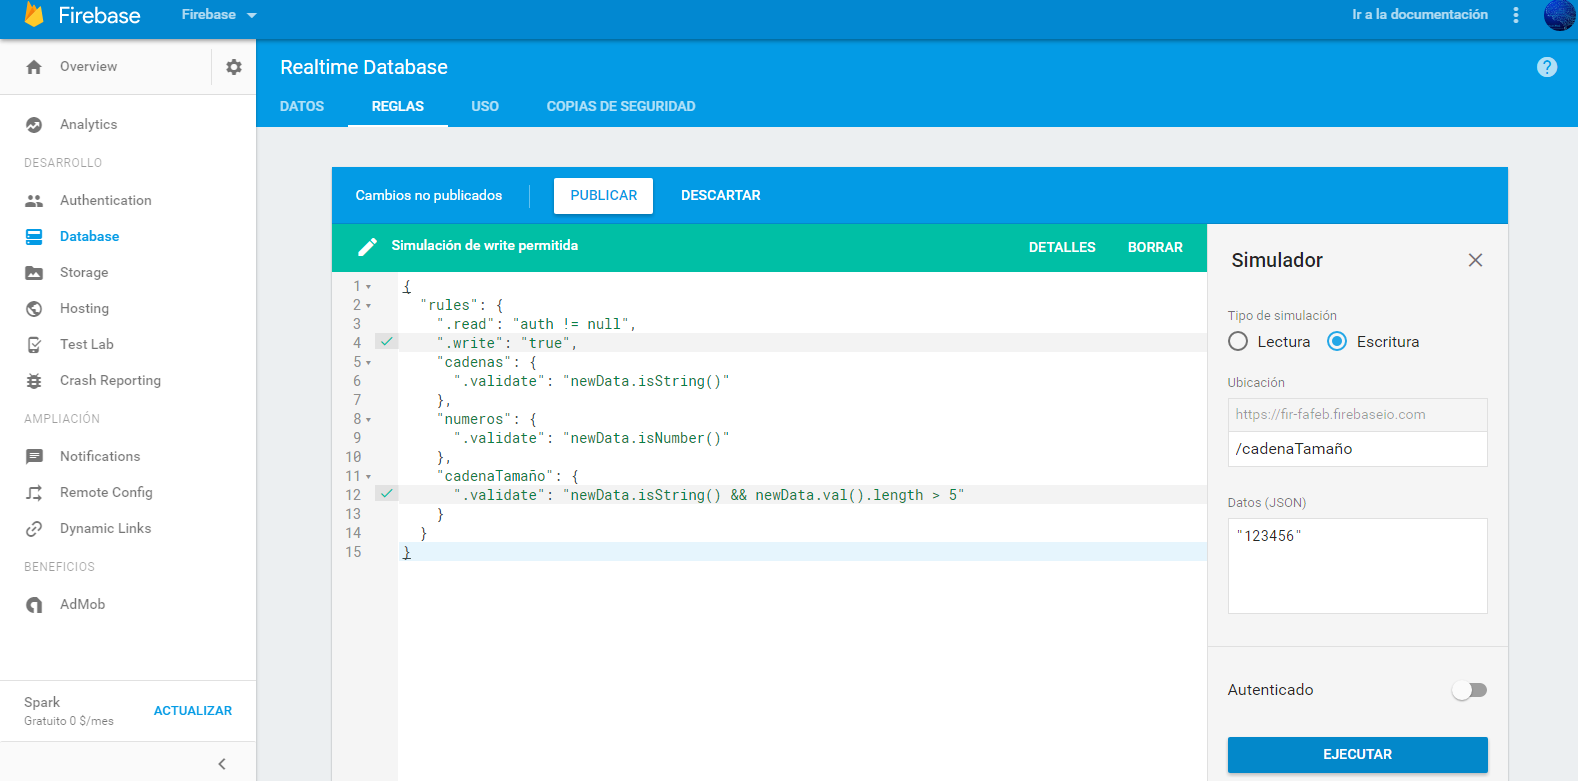 Firebase
Firebase
Ir a la documentación
Overview
Realtime Database
DATOS
REGLAS
USO
COPIAS DE SEGURIDAD
Analytics
DESARROLLO
Authentication
Database
Storage
Hosting
Test Lab
Crash Reporting
AMPLIACIÓN
Notifications
Remote Config
Dynamic Links
BENEFICIOS
AdMob
Spark
Gratuito 0 $/mes
ACTUALIZAR
Cambios no publicados
PUBLICAR
DESCARTAR
Simulación de write permitida
DETALLES
BORRAR
1 {
2 "rules": {
3 ".read": "auth != null",
4 ".write": "true",
5 "cadenas": {
6 ".validate": "newData.isString()"
7 },
8 "numeros": {
9 ".validate": "newData.isNumber()"
10 },
11 "cadenaTamaño": {
12 ".validate": "newData.isString() && newData.val().length > 5"
13 }
14 }
15 }
Simulador
Tipo de simulación
Lectura
Escritura
Ubicación
https://fir-fafeb.firebaseio.com
/cadenaTamaño
Datos (JSON)
"123456"
Autenticado
EJECUTAR